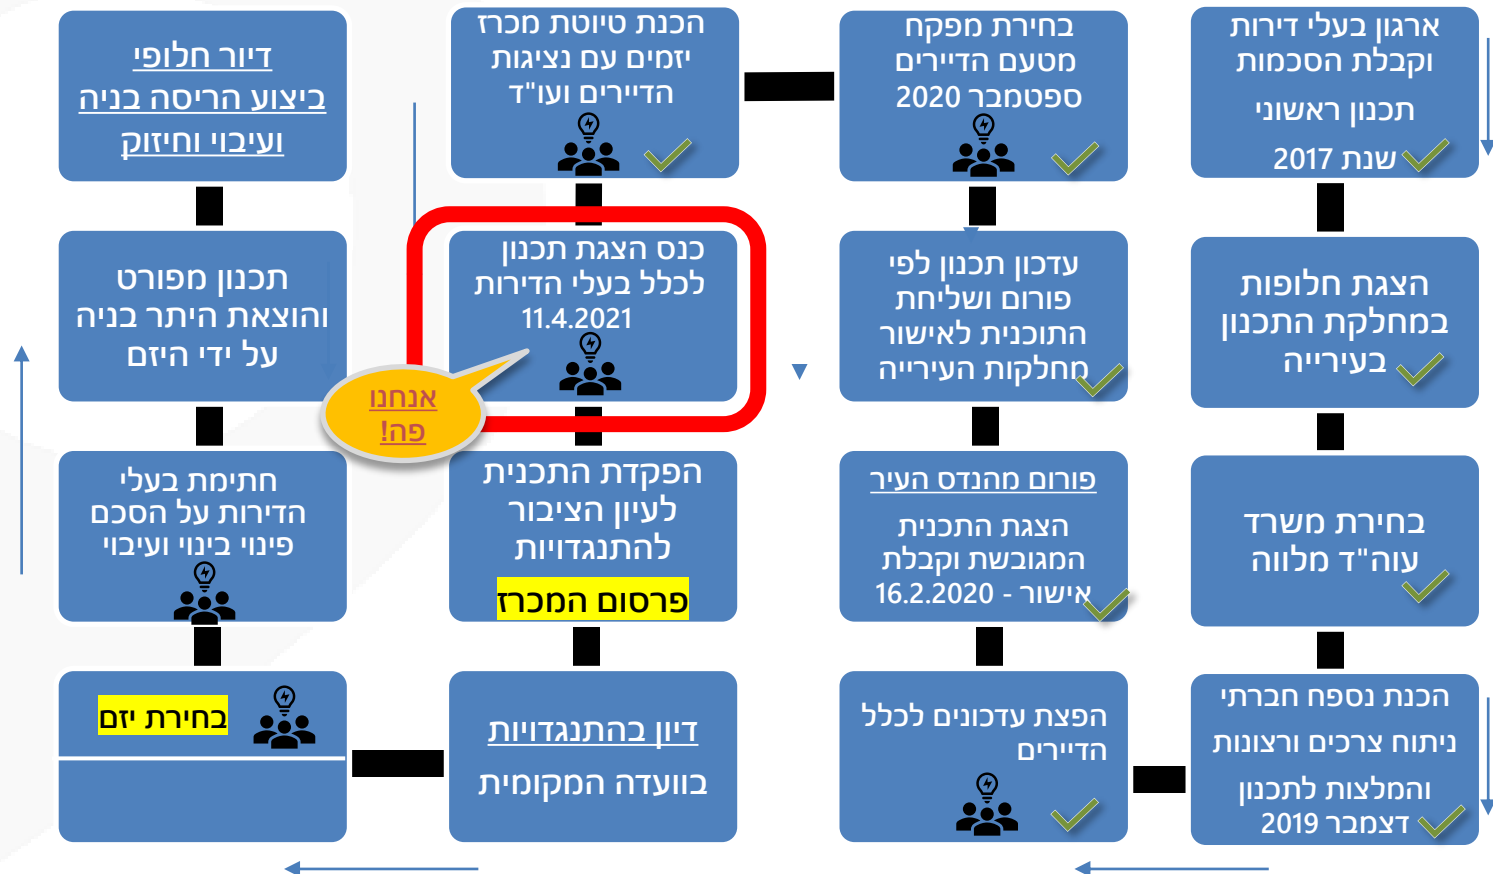 ארגון בעלי דירות
וקבלת הסכמות
תכנון ראשוני
שנת 2017
הצגת חלופות
במחלקת התכנון
בעירייה
בחירת משרד
עוה"ד מלווה
הכנת נספח חברתי
ניתוח צרכים ורצונות
והמלצות לתכנון
דצמבר 2019
הפצת עדכונים לכלל
הדיירים
פורום מהנדס העיר
הצגת התכנית
המגובשת וקבלת
אישור - 16.2.2020
עדכון תכנון לפי
פורום ושליחת
התוכנית לאישור
מחלקות העירייה
בחירת מפקח
מטעם הדיירים
ספטמבר 2020
הכנת טיוטת מכרז
יזמים עם נציגות
הדיירים ועו"ד
כנס הצגת תכנון
לכלל בעלי הדירות
11.4.2021
אנחנו
פה!
הפקדת התכנית
לעיון הציבור
להתנגדויות
פרסום המכרז
דיון בהתנגדויות
בוועדה המקומית
בחירת יזם
חתימת בעלי
הדירות על הסכם
פינוי בינוי ועיבוי
תכנון מפורט
והוצאת היתר בניה
על ידי היזם
דיור חלופי
ביצוע הריסה בניה
ועיבוי וחיזוק